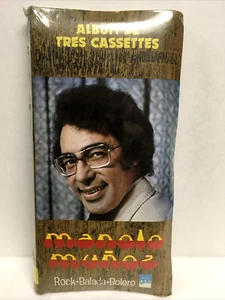 ALBUM DE
TRES CASSETTES
manolo
muñoz
Rock-Balada-Bolero